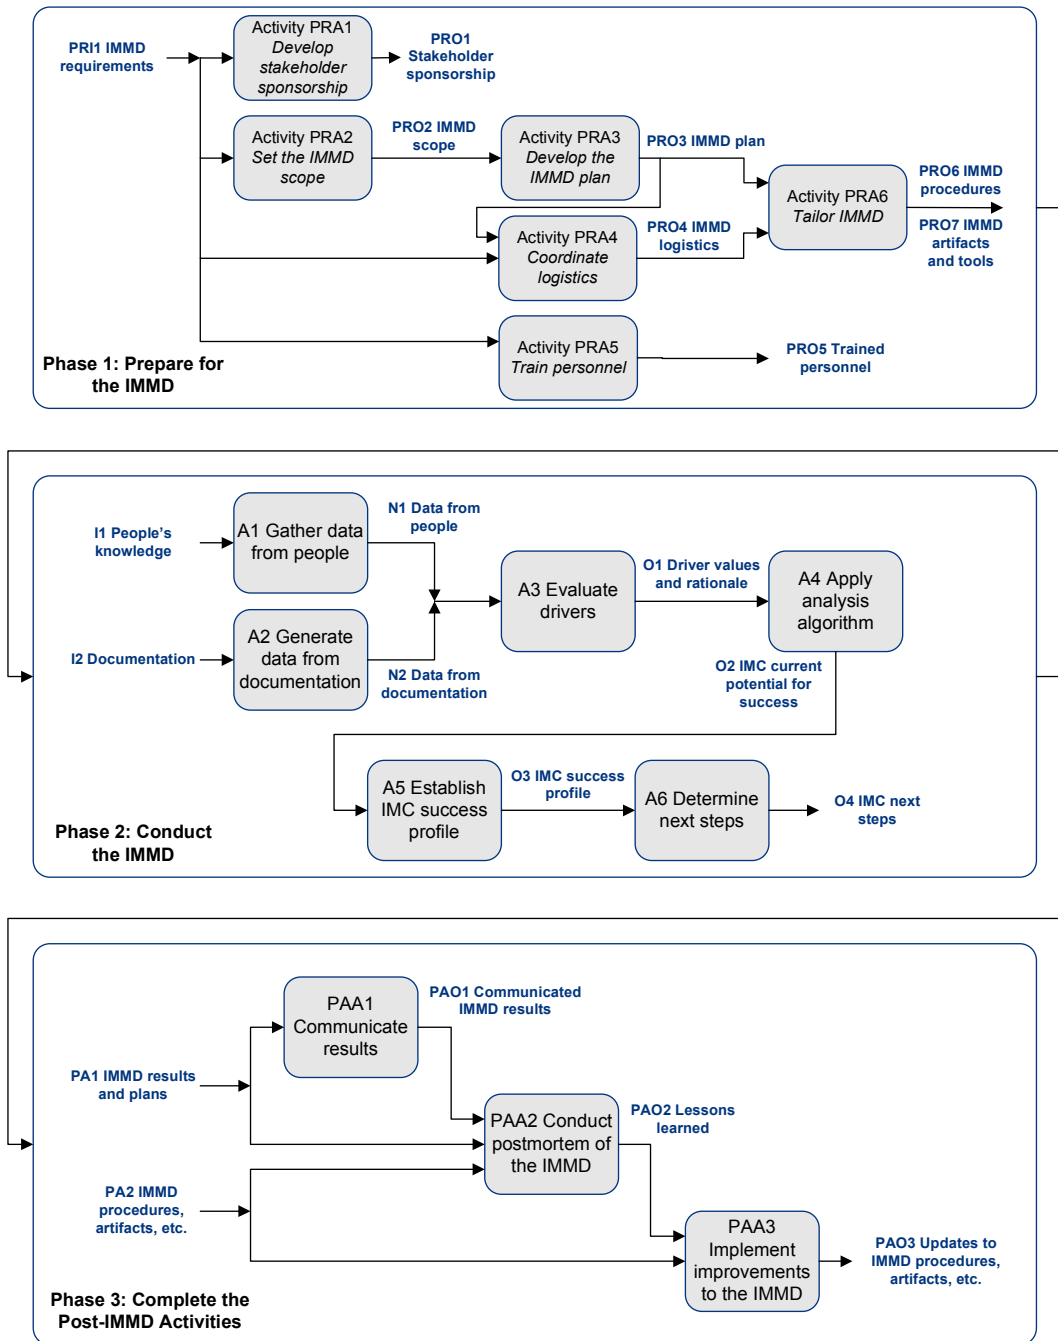 PRI1 IMMD
requirements
Activity PRA1
Develop
stakeholder
sponsorship
PRO1
Stakeholder
sponsorship
Activity PRA2
Set the IMMD
scope
PRO2 IMMD
scope
Activity PRA3
Develop the
IMMD plan
PRO3 IMMD plan
Activity PRA4
Coordinate
logistics
PRO4 IMMD
logistics
Activity PRA6
Tailor IMMD
PRO6 IMMD
procedures
PRO7 IMMD
artifacts
and tools
Activity PRA5
Train personnel
PRO5 Trained
personnel
Phase 1: Prepare for
the IMMD
I1 People's
knowledge
A1 Gather data
from people
N1 Data from
people
I2 Documentation
A2 Generate
data from
documentation
N2 Data from
documentation
A3 Evaluate
drivers
O1 Driver values
and rationale
A4 Apply
analysis
algorithm
O2 IMC current
potential for
success
A5 Establish
IMC success
profile
O3 IMC success
profile
A6 Determine
next steps
O4 IMC next
steps
Phase 2: Conduct
the IMMD
PA1 IMMD results
and plans
PAA1
Communicate
results
PAO1 Communicated
IMMD results
PAA2 Conduct
postmortem of
the IMMD
PAO2 Lessons
learned
PA2 IMMD
procedures,
artifacts, etc.
PAA3
Implement
improvements
to the IMMD
PAO3 Updates to
IMMD procedures,
artifacts, etc.
Phase 3: Complete the
Post-IMMD Activities